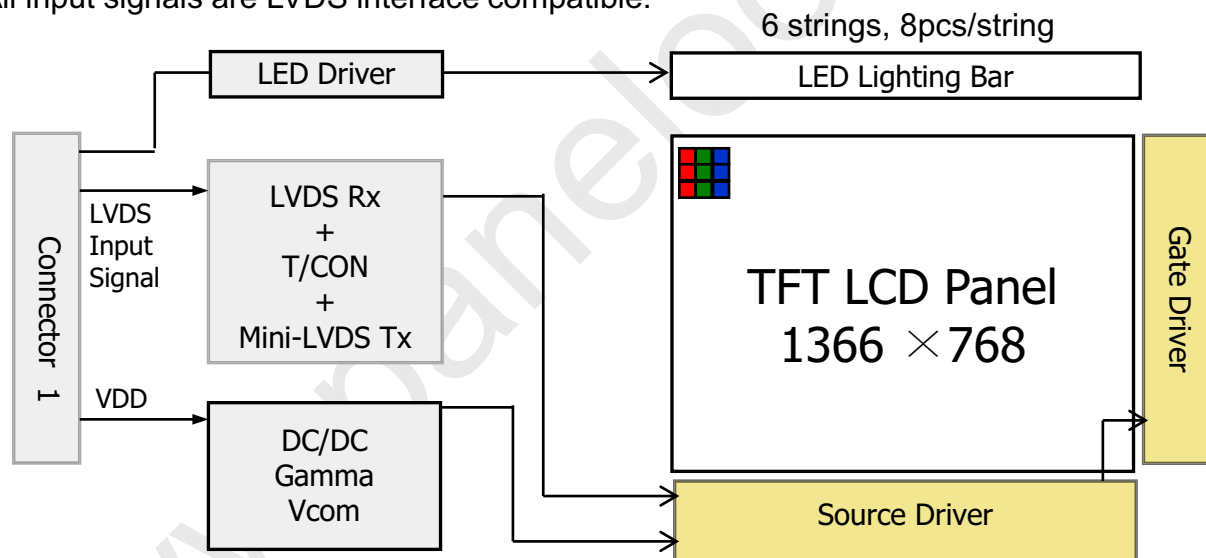 All input signals are LVDS interface compatible.
6 strings, 8pcs/string
LED Driver
LED Lighting Bar
Connector 1
LVDS
Input
Signal
LVDS Rx
+
T/CON
+
Mini-LVDS Tx
TFT LCD Panel
1366 ×768
Gate Driver
VDD
DC/DC
Gamma
Vcom
Source Driver